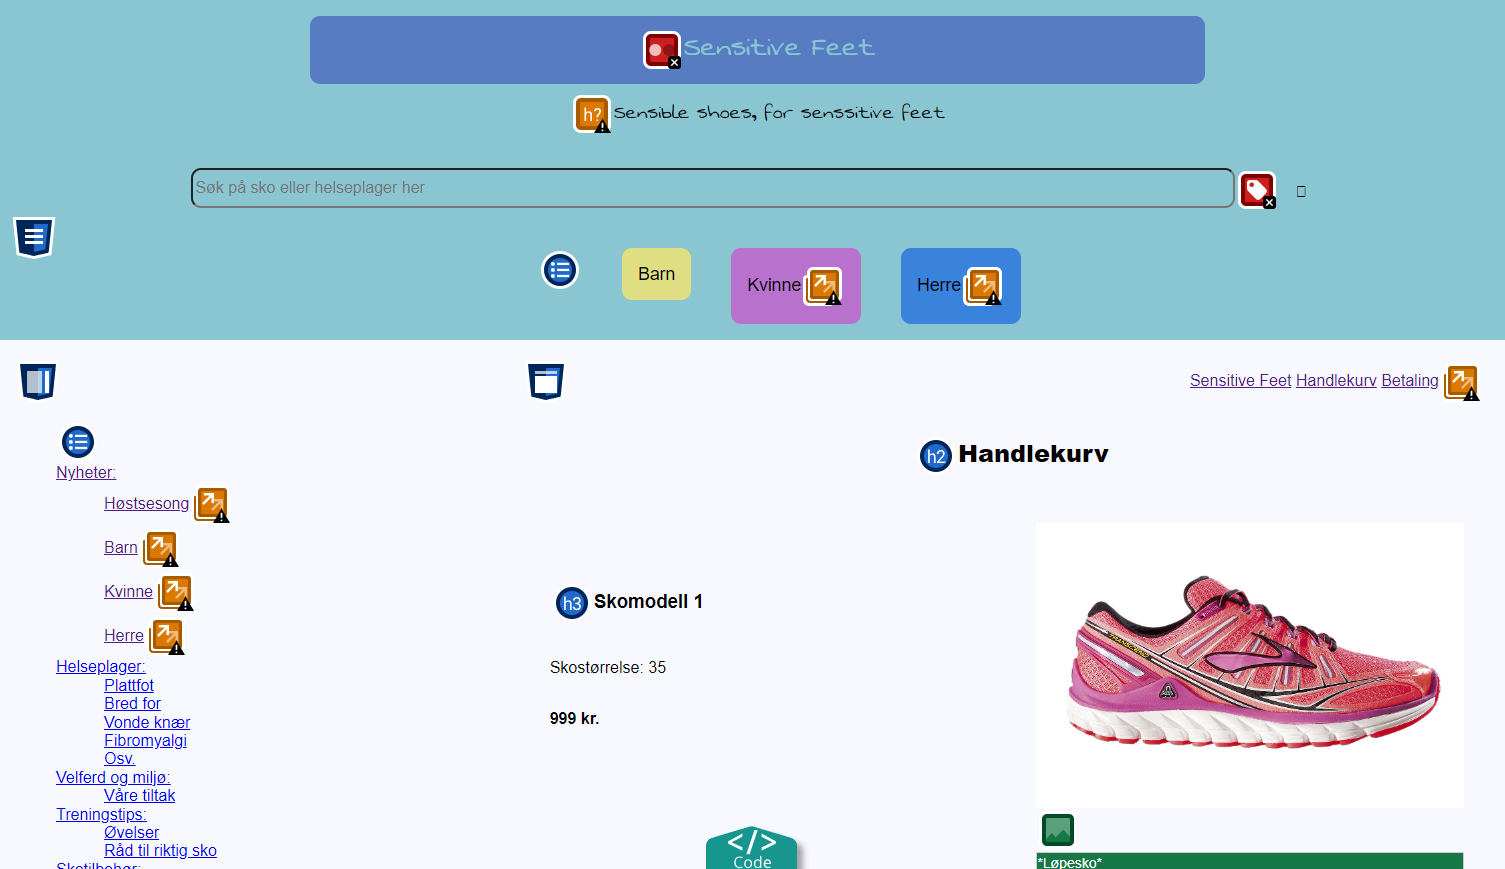 Sensitive Feet
h? Sensible shoes, for senssitive feet
Søk på sko eller helseplager her
Barn
Kvinne
Herre
Sensitive Feet Handlekurv Betaling
h2 Handlekurv
Nyheter:
Høstsesong
Barn
Kvinne
Herre
Helseplager:
Plattfot
Bred for
Vonde knær
Fibromyalgi
Osv.
Velferd og miljø:
Våre tiltak
Treningstips:
Øvelser
Råd til riktig sko
Skotilbehør:
h3 Skomodell 1
Skostørrelse: 35
999 kr.
</> Code
*Løpesko*